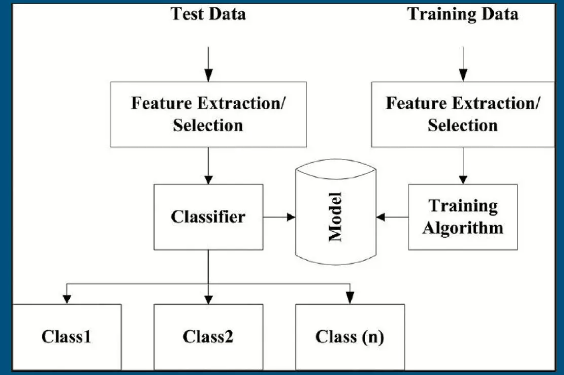 Test Data
Training Data
Feature Extraction/
Selection
Feature Extraction/
Selection
Classifier
Model
Training
Algorithm
Class1
Class2
Class (n)